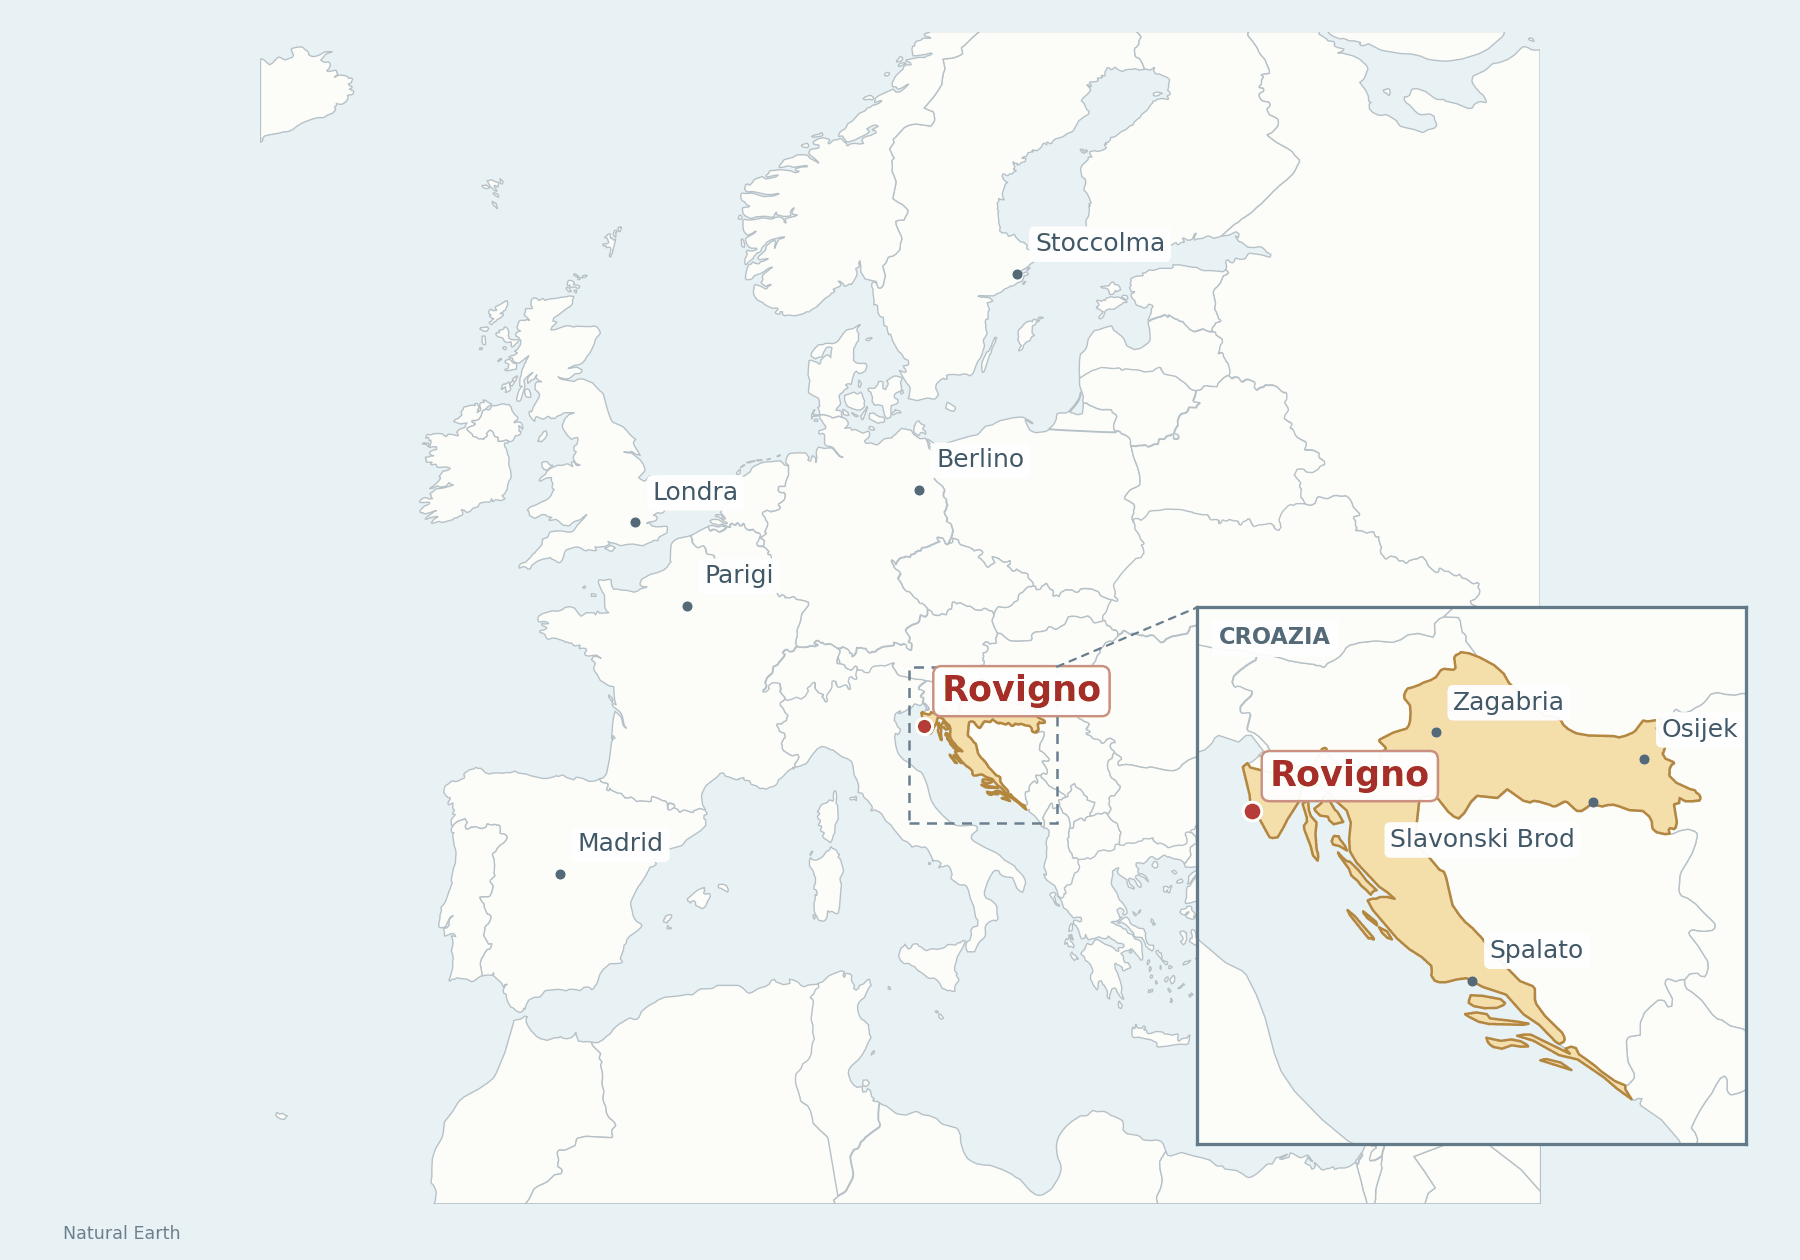 Stoccolma
Berlino
Londra
Parigi
Rovigno
Madrid
CROAZIA
Zagabria
Osijek
Rovigno
Slavonski Brod
Spalato
Natural Earth